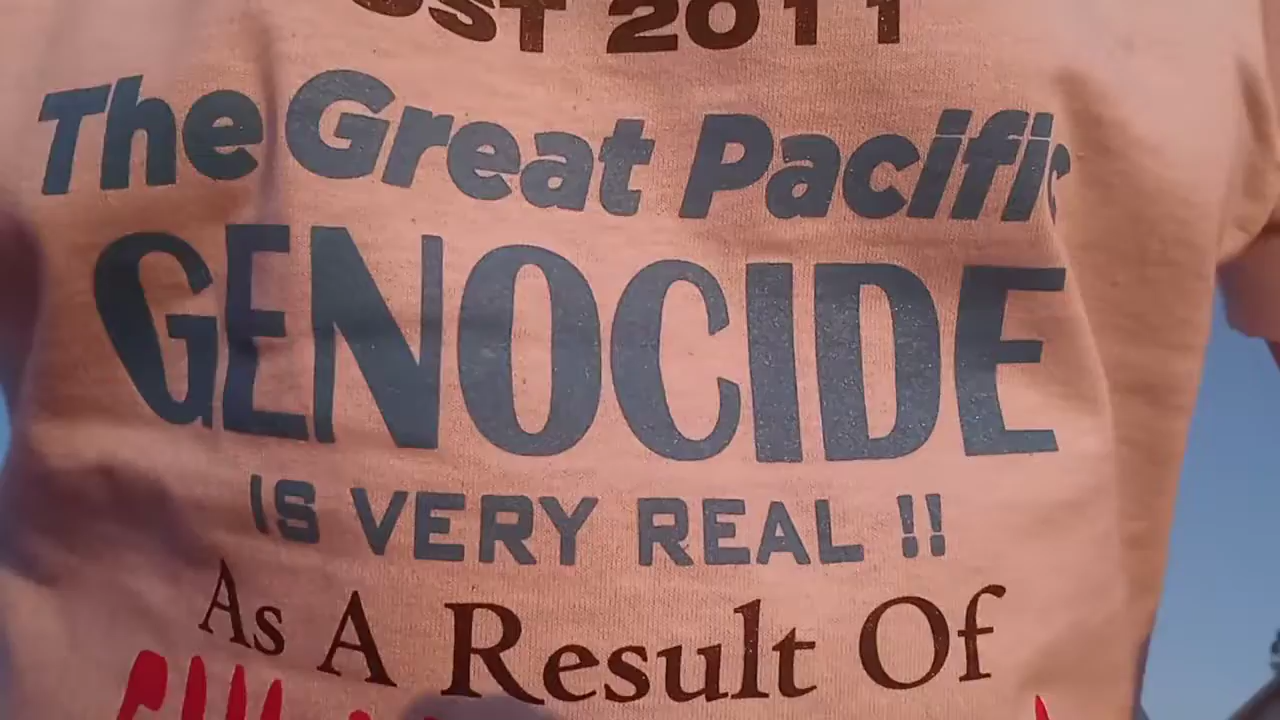 2011
The Great Pacific
GENOCIDE
IS VERY REAL !!
As A Result Of